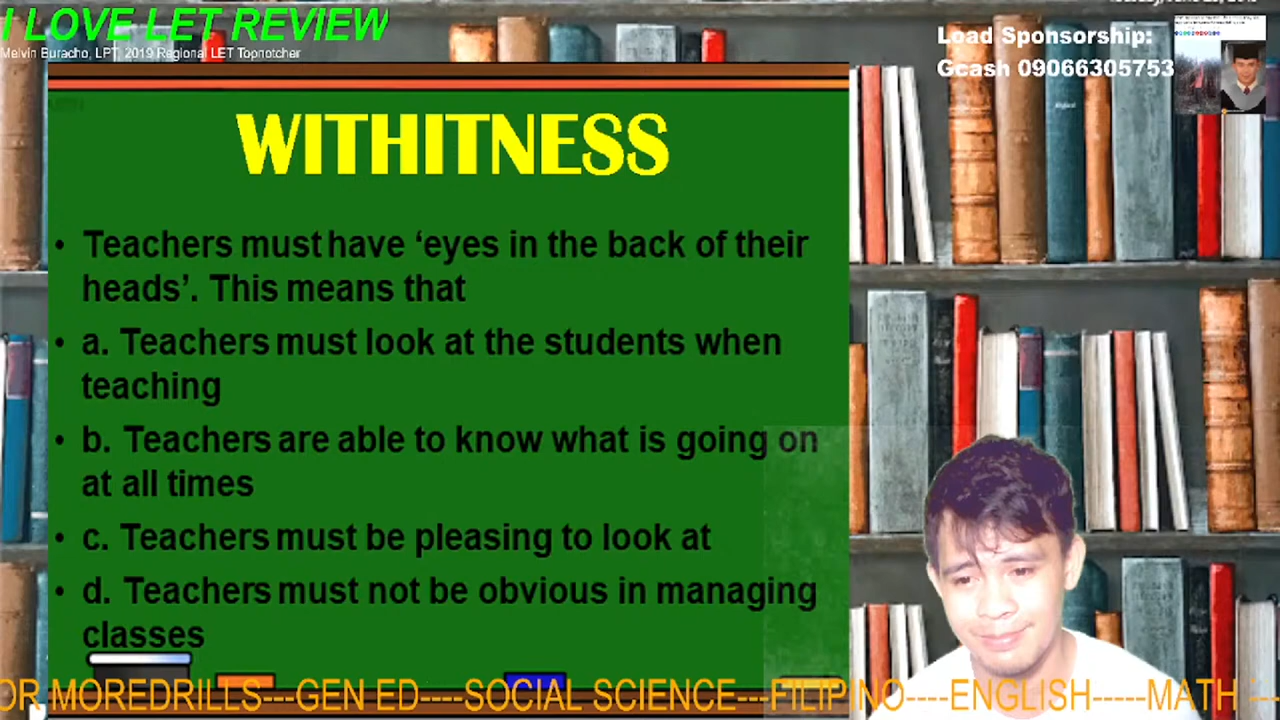 I LOVE LET REVIEW
Melvin Buracho, LPT, 2019 Regional LET Topnotcher
Load Sponsorship:
Gcash 09066305753
WITHITNESS
• Teachers must have ‘eyes in the back of their
heads’. This means that
• a. Teachers must look at the students when
teaching
• b. Teachers are able to know what is going on
at all times
• c. Teachers must be pleasing to look at
• d. Teachers must not be obvious in managing
classes
OR MOREDRILLS---GEN ED----SOCIAL SCIENCE---FILIPINO----ENGLISH-----MATH